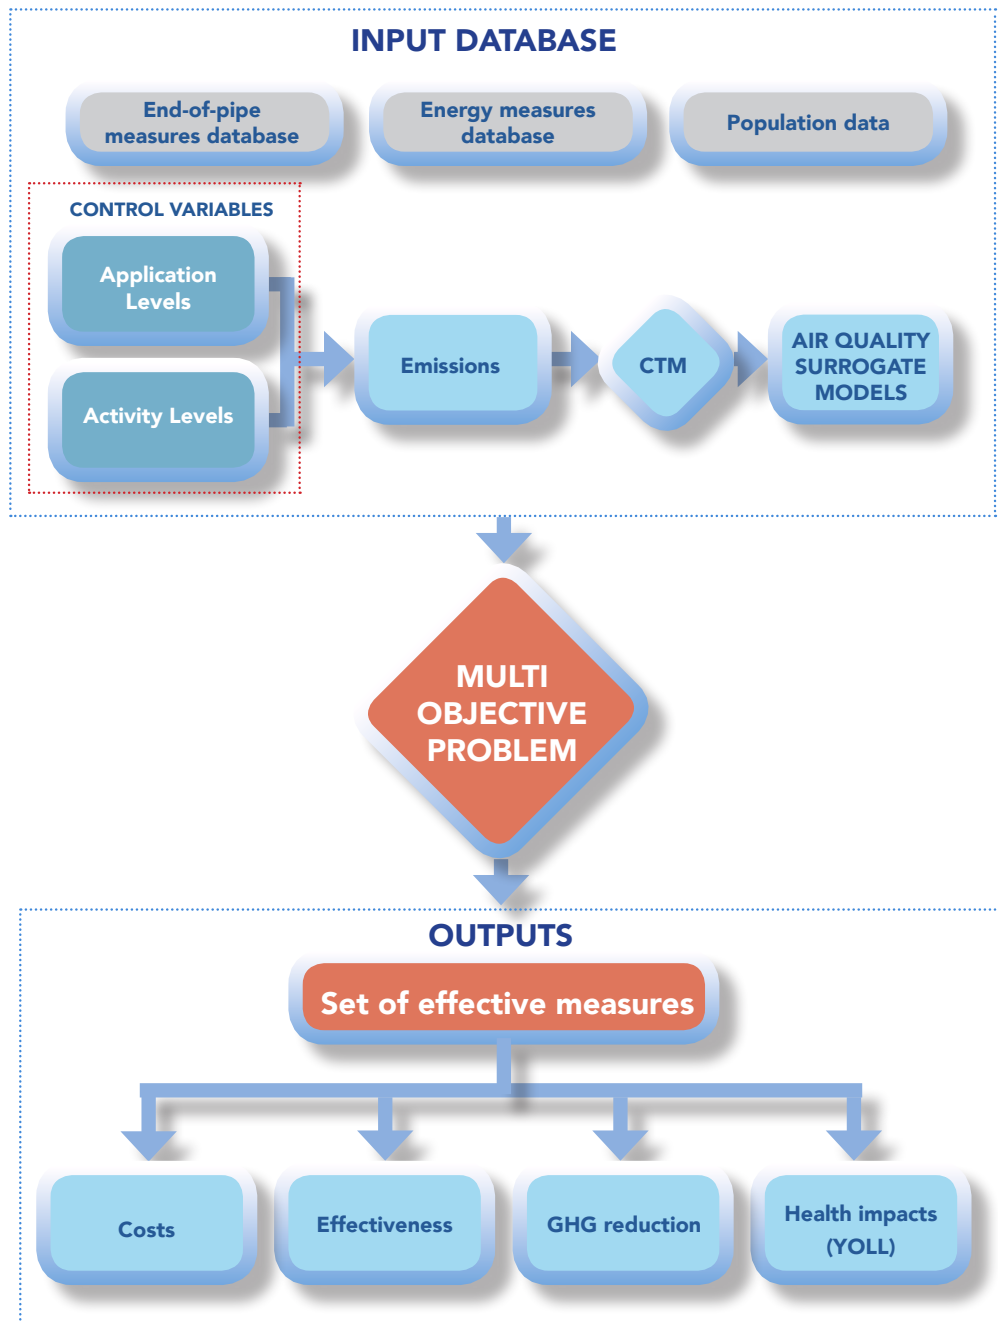 INPUT DATABASE
End-of-pipe
measures database
Energy measures
database
Population data
CONTROL VARIABLES
Application
Levels
Activity Levels
Emissions
CTM
AIR QUALITY
SURROGATE
MODELS
MULTI
OBJECTIVE
PROBLEM
OUTPUTS
Set of effective measures
Costs
Effectiveness
GHG reduction
Health impacts
(YOLL)